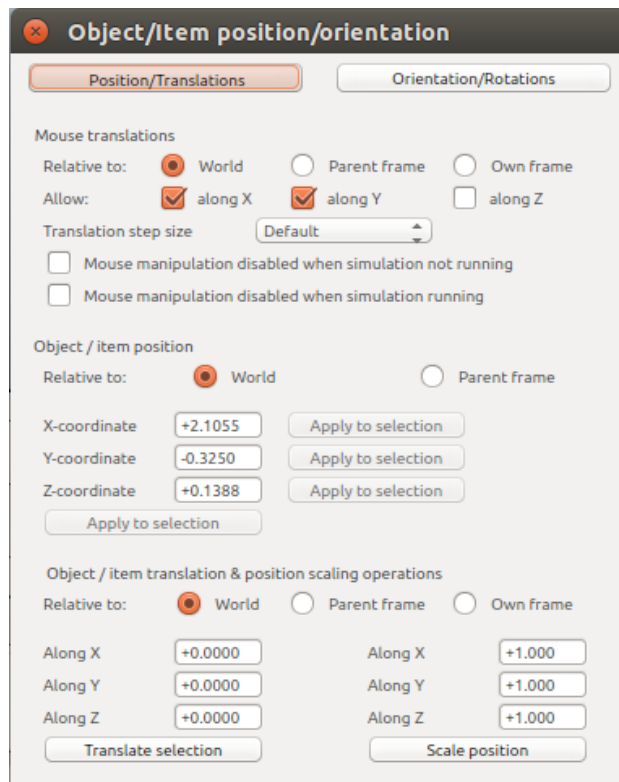 Object/Item position/orientation
Position/Translations Orientation/Rotations
Mouse translations
Relative to: World Parent frame Own frame
Allow: along X along Y along Z
Translation step size Default
Mouse manipulation disabled when simulation not running
Mouse manipulation disabled when simulation running
Object / item position
Relative to: World Parent frame
X-coordinate +2.1055 Apply to selection
Y-coordinate -0.3250 Apply to selection
Z-coordinate +0.1388 Apply to selection
Apply to selection
Object / item translation & position scaling operations
Relative to: World Parent frame Own frame
Along X +0.0000 Along X +1.000
Along Y +0.0000 Along Y +1.000
Along Z +0.0000 Along Z +1.000
Translate selection Scale position